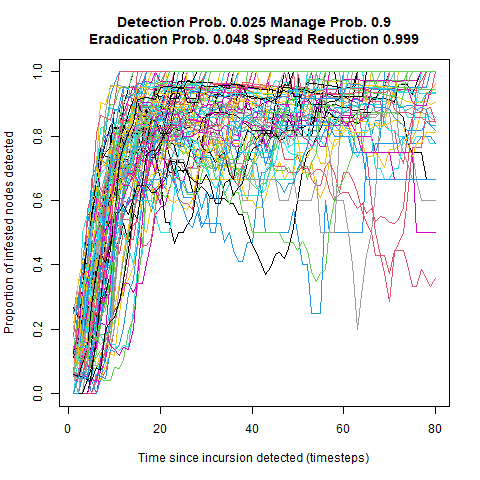 Detection Prob. 0.025 Manage Prob. 0.9
Eradication Prob. 0.048 Spread Reduction 0.999
Proportion of infested nodes detected
1.0
0.8
0.6
0.4
0.2
0.0
0 20 40 60 80
Time since incursion detected (timesteps)